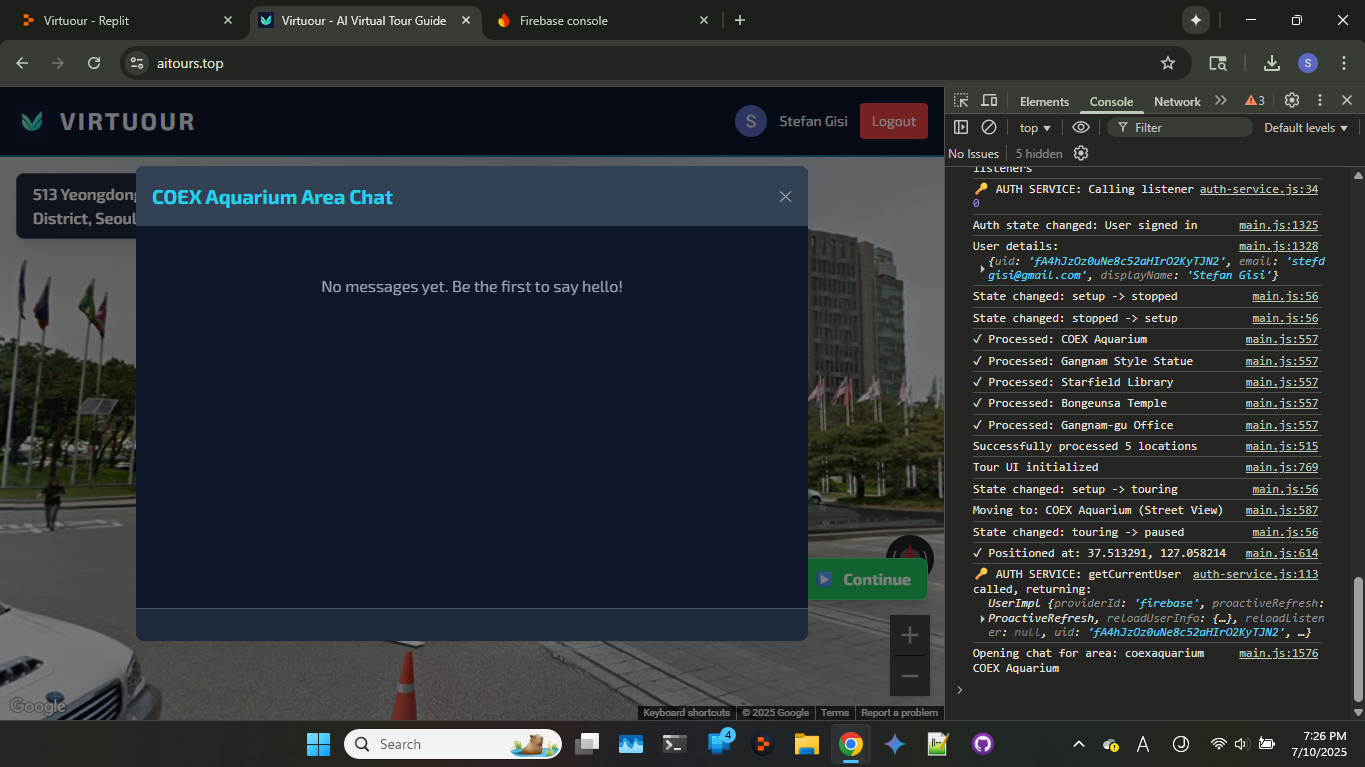 Virtuour - Replit
Virtuour - AI Virtual Tour Guide
Firebase console
aitours.top
S
VIRTUOUR
S
Stefan Gisi
Logout
513 Yeongdong
District, Seoul
COEX Aquarium Area Chat
No messages yet. Be the first to say hello!
Continue
Google
Keyboard shortcuts
© 2025 Google
Terms
Report a problem
Elements
Console
Network
3
top
Filter
Default levels
No Issues
5 hidden
listeners
🔑 AUTH SERVICE: Calling listener auth-service.js:34
0
Auth state changed: User signed in main.js:1325
User details: main.js:1328
{uid: 'fA4hJzOz0uNe8c52aHIrO2KyTJN2', email: 'stefd
gisi@gmail.com', displayName: 'Stefan Gisi'}
State changed: setup -> stopped main.js:56
State changed: stopped -> setup main.js:56
✓ Processed: COEX Aquarium main.js:557
✓ Processed: Gangnam Style Statue main.js:557
✓ Processed: Starfield Library main.js:557
✓ Processed: Bongeunsa Temple main.js:557
✓ Processed: Gangnam-gu Office main.js:557
Successfully processed 5 locations main.js:515
Tour UI initialized main.js:769
State changed: setup -> touring main.js:56
Moving to: COEX Aquarium (Street View) main.js:587
State changed: touring -> paused main.js:56
✓ Positioned at: 37.513291, 127.058214 main.js:614
🔑 AUTH SERVICE: getCurrentUser auth-service.js:113
called, returning:
UserImpl {providerId: 'firebase', proactiveRefresh:
ProactiveRefresh, reloadUserInfo: {…}, reloadListen
er: null, uid: 'fA4hJzOz0uNe8c52aHIrO2KyTJN2', …}
Opening chat for area: coexaquarium main.js:1576
COEX Aquarium
Search
4
7:26 PM
7/10/2025